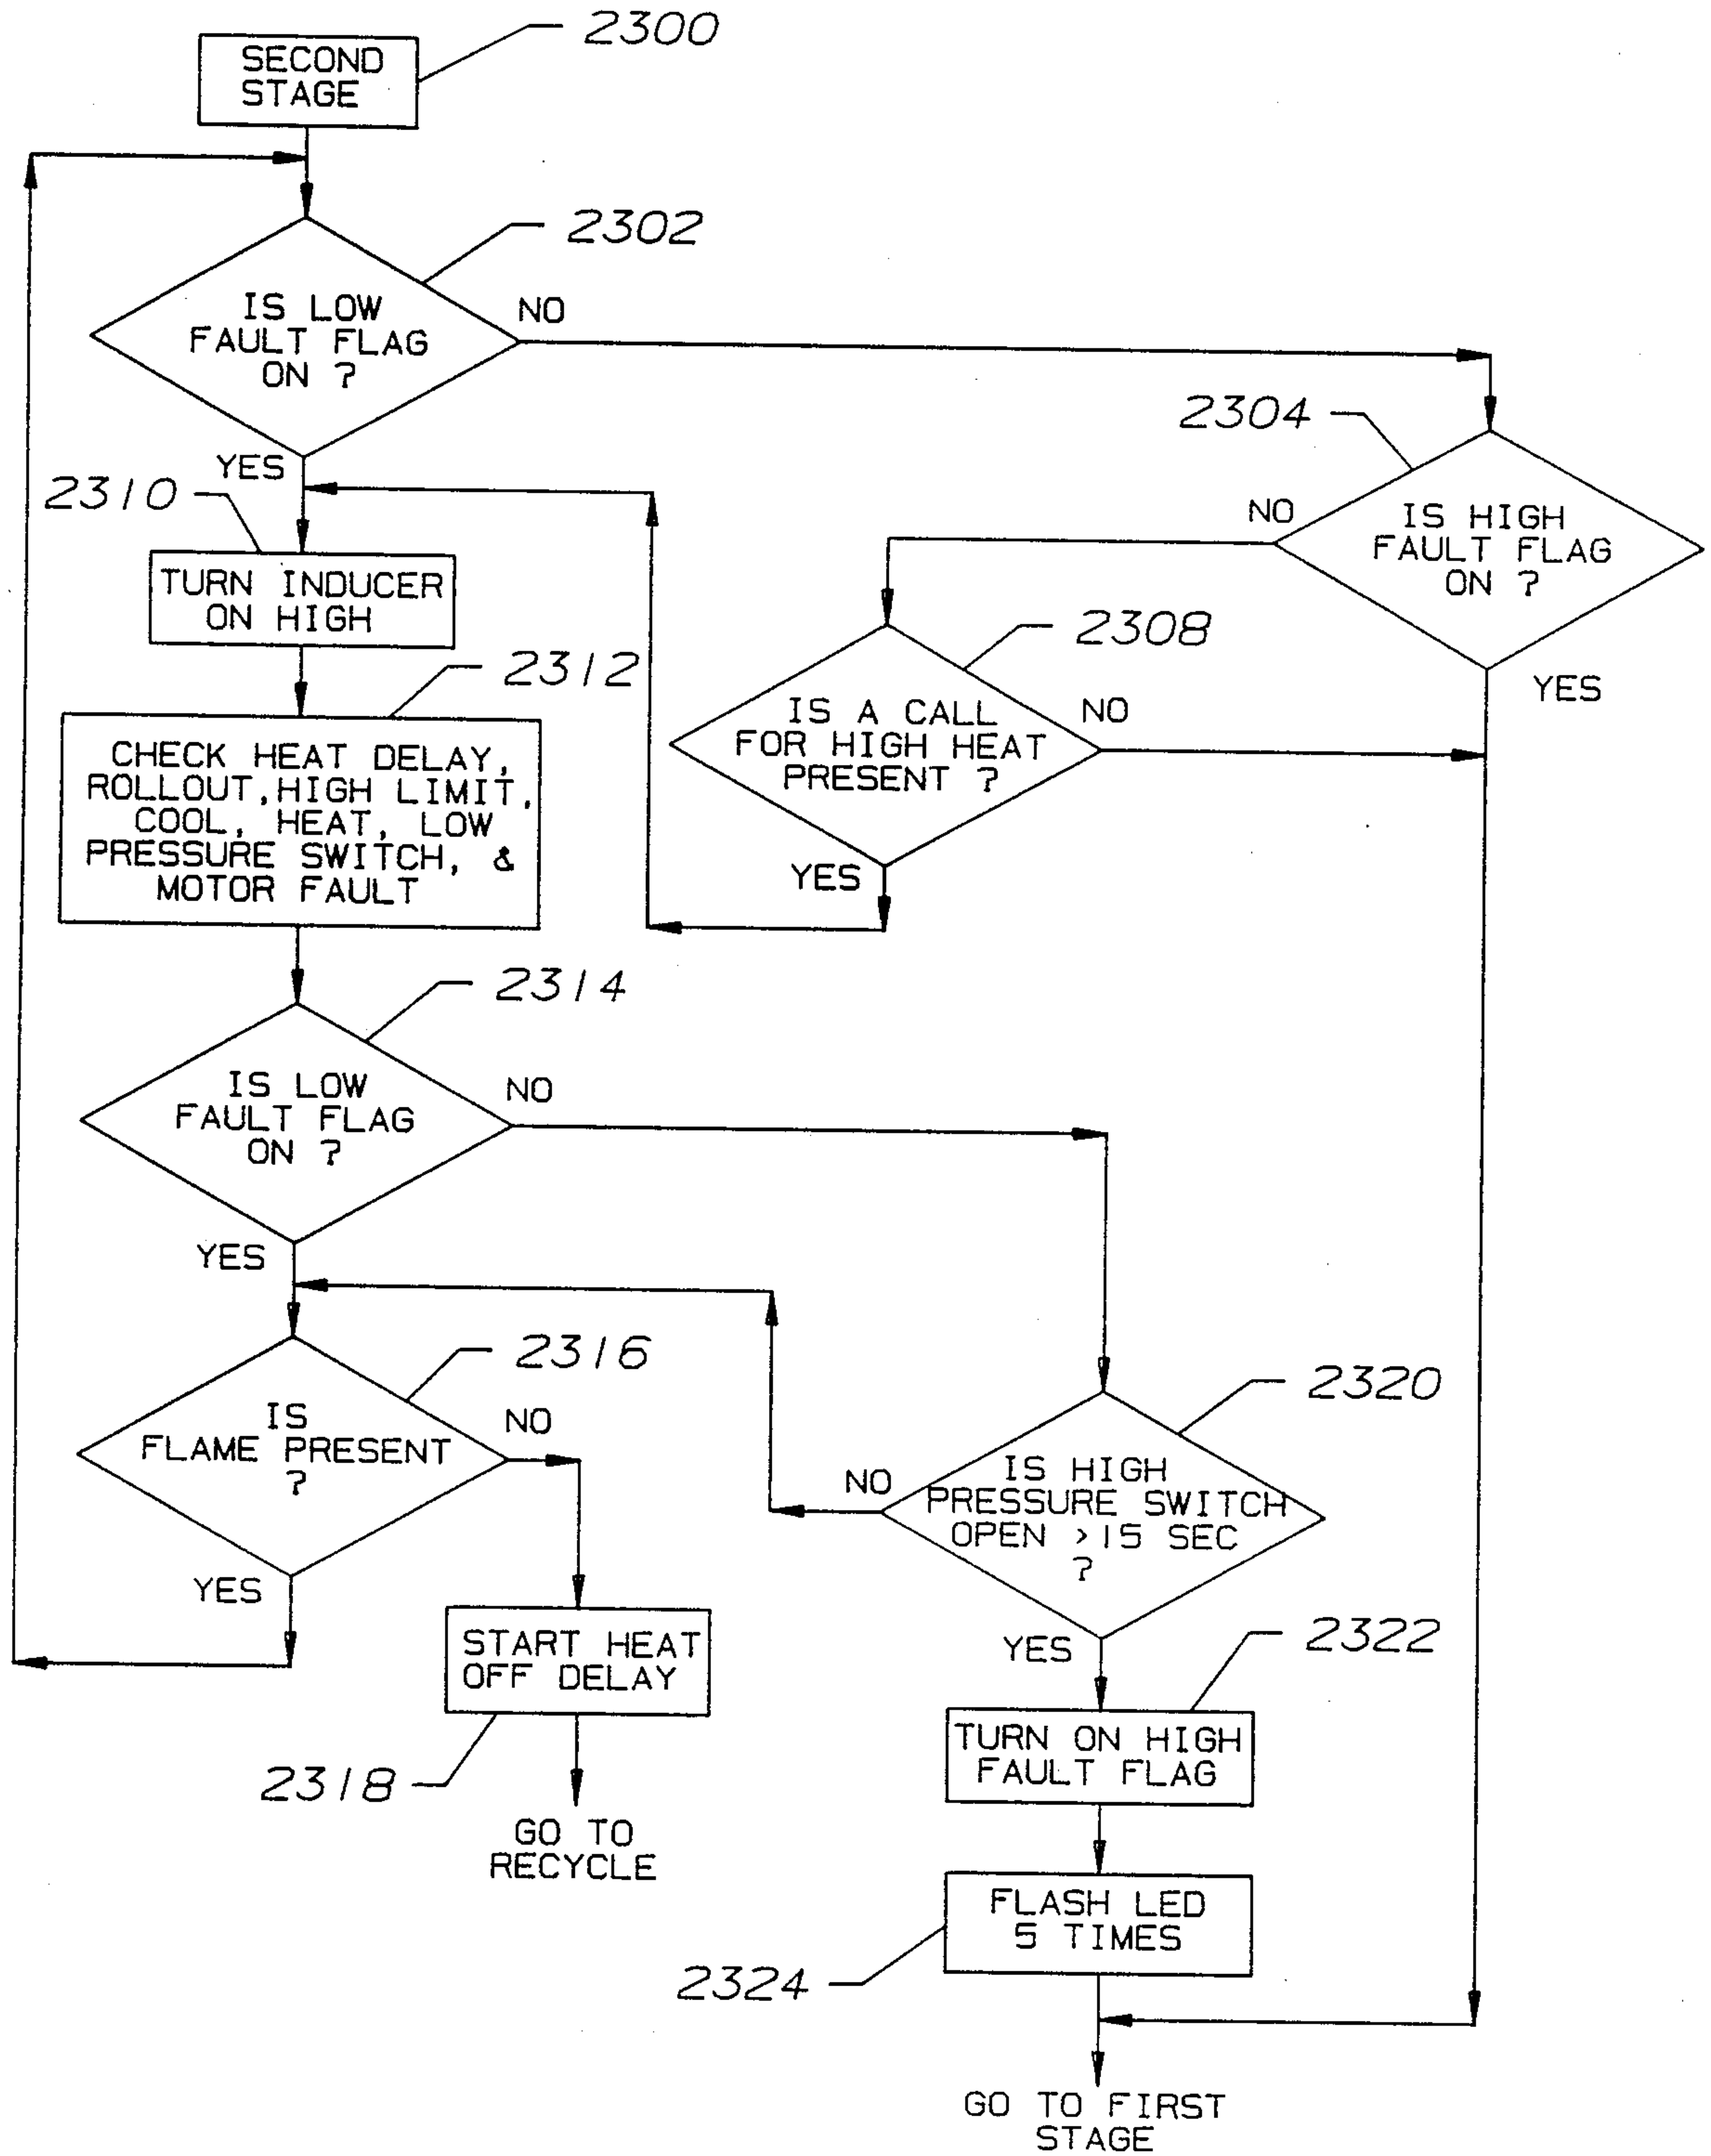 2300
SECOND
STAGE
2302
IS LOW
FAULT FLAG
ON ?
NO
YES
2304
IS HIGH
FAULT FLAG
ON ?
NO
YES
2308
IS A CALL
FOR HIGH HEAT
PRESENT ?
NO
YES
2310
TURN INDUCER
ON HIGH
2312
CHECK HEAT DELAY,
ROLLOUT, HIGH LIMIT,
COOL, HEAT, LOW
PRESSURE SWITCH, &
MOTOR FAULT
2314
IS LOW
FAULT FLAG
ON ?
NO
YES
2316
IS
FLAME PRESENT
?
NO
YES
START HEAT
OFF DELAY
2318
GO TO
RECYCLE
2320
IS HIGH
PRESSURE SWITCH
OPEN >15 SEC
?
NO
YES
2322
TURN ON HIGH
FAULT FLAG
FLASH LED
5 TIMES
2324
GO TO FIRST
STAGE